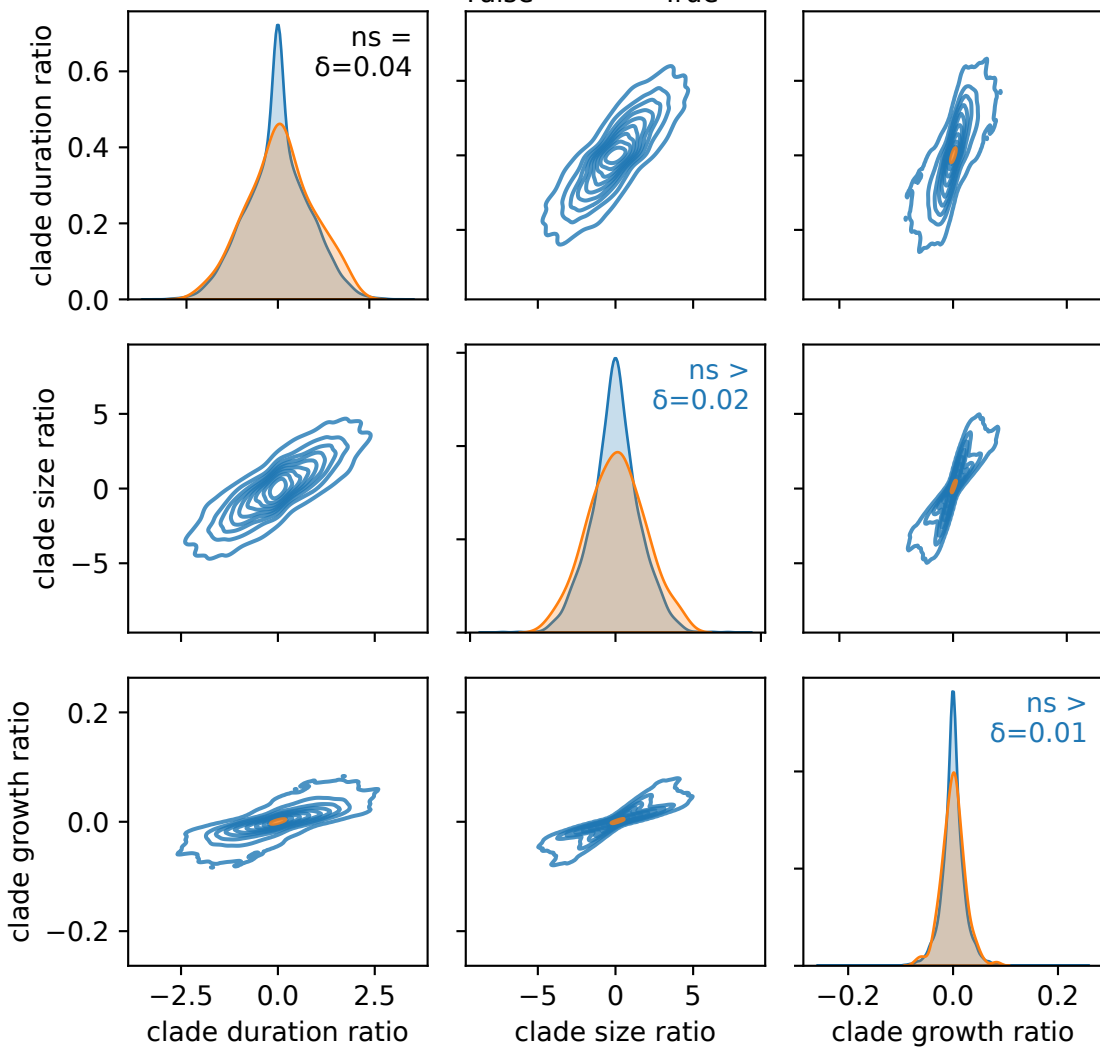 clade duration ratio
0.6
0.4
0.2
0.0
ns =
δ=0.04
clade size ratio
5
0
−5
ns >
δ=0.02
clade growth ratio
0.2
0.0
−0.2
ns >
δ=0.01
−2.5 0.0 2.5
−5 0 5
−0.2 0.0 0.2
clade duration ratio
clade size ratio
clade growth ratio